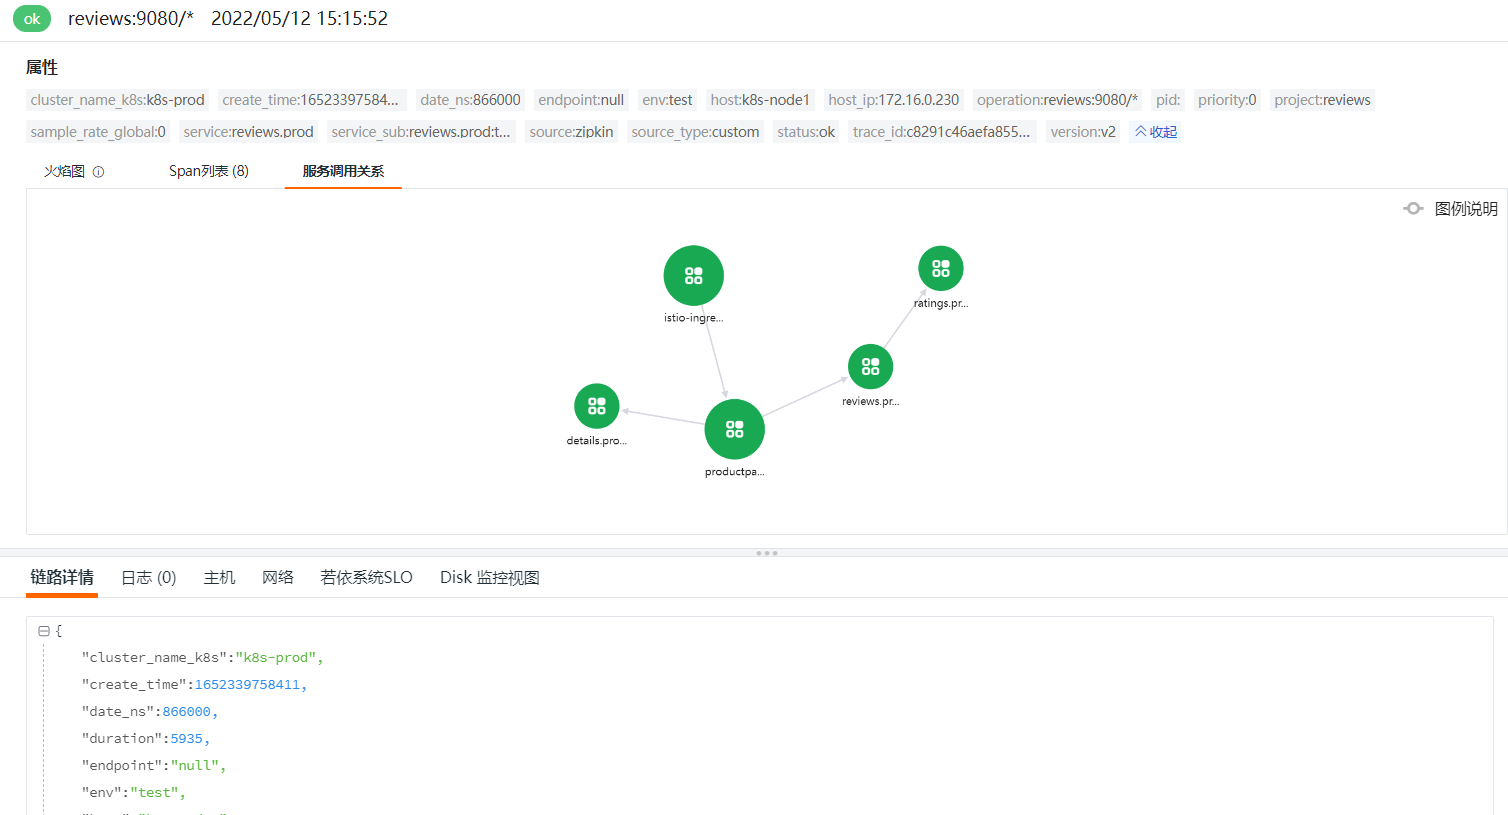 ok reviews:9080/* 2022/05/12 15:15:52
属性
cluster_name_k8s:k8s-prod create_time:16523397584... date_ns:866000 endpoint:null env:test host:k8s-node1 host_ip:172.16.0.230 operation:reviews:9080/* pid: priority:0 project:reviews
sample_rate_global:0 service:reviews.prod service_sub:reviews.prod:t... source:zipkin source_type:custom status:ok trace_id:c8291c46aefa855... version:v2 收起
火焰图 Span列表 (8) 服务调用关系
图例说明
istio-ingre...
ratings.pr...
reviews.pr...
details.pro...
productpa...
链路详情 日志 (0) 主机 网络 若依系统SLO Disk 监控视图
{
"cluster_name_k8s":"k8s-prod",
"create_time":1652339758411,
"date_ns":866000,
"duration":5935,
"endpoint":"null",
"env":"test",